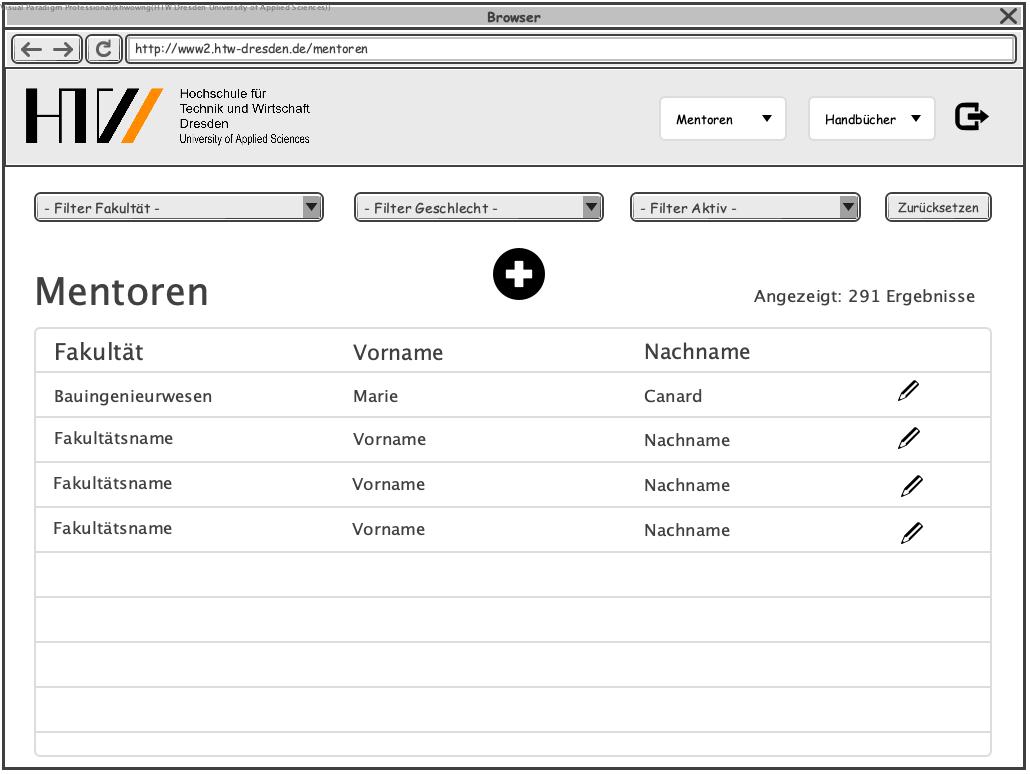 Visual Paradigm Professional(khwowng(HTW Dresden University of Applied Sciences))
Browser
http://www2.htw-dresden.de/mentoren
HTW
Hochschule für
Technik und Wirtschaft
Dresden
University of Applied Sciences
Mentoren
Handbücher
- Filter Fakultät -
- Filter Geschlecht -
- Filter Aktiv -
Zurücksetzen
Mentoren
Angezeigt: 291 Ergebnisse
Fakultät Vorname Nachname
Bauingenieurwesen Marie Canard
Fakultätsname Vorname Nachname
Fakultätsname Vorname Nachname
Fakultätsname Vorname Nachname